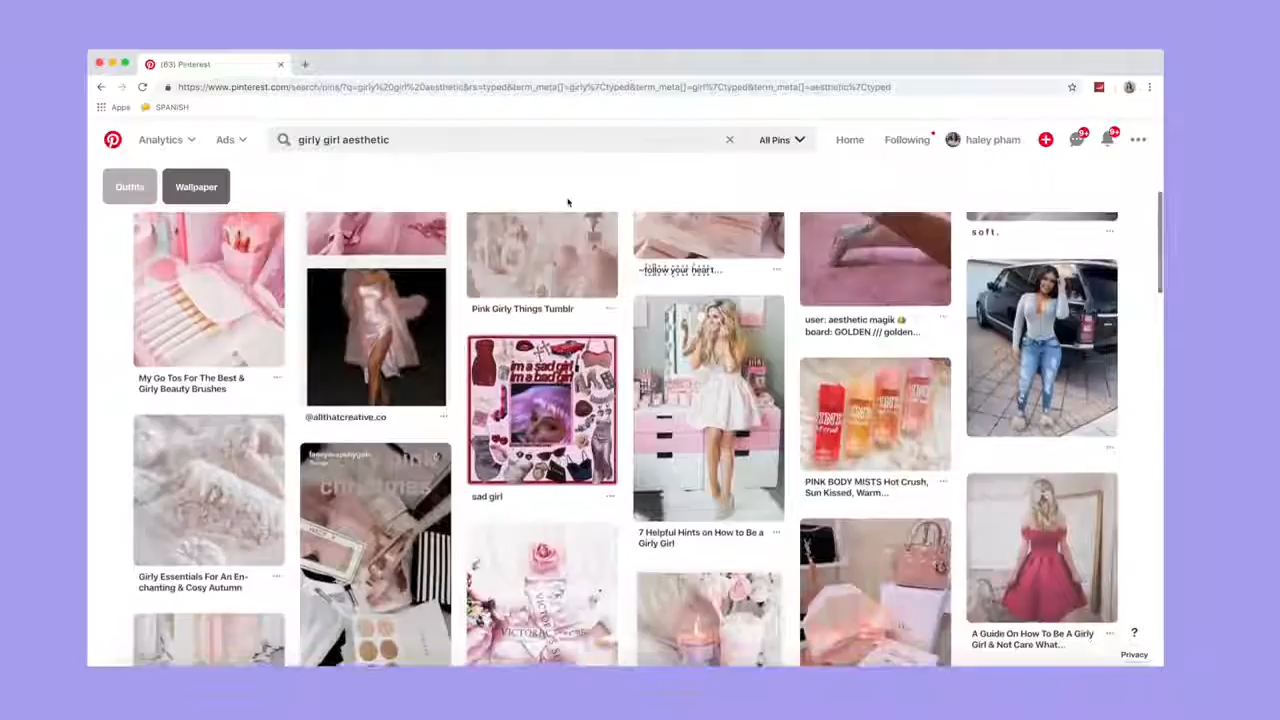 (63) Pinterest
https://www.pinterest.com/search/pins/?q=girly%20girl%20aesthetic&rs=typed&term_meta[]=girly%7Ctyped&term_meta[]=girl%7Ctyped&term_meta[]=aesthetic%7Ctyped
Apps SPANISH
Analytics Ads girly girl aesthetic All Pins Home Following haley pham 9+ 9+
Outfits Wallpaper
soft.
~follow your heart...
Pink Girly Things Tumblr
user: aesthetic magik
board: GOLDEN /// golden...
My Go Tos For The Best &
Girly Beauty Brushes
im a sad girl
im a bad girl
@allthatcreative.co
christmas
PINK BODY MISTS Hot Crush,
Sun Kissed, Warm...
sad girl
7 Helpful Hints on How to Be a
Girly Girl
Girly Essentials For An En-
chanting & Cosy Autumn
VICTORIA
A Guide On How To Be A Girly
Girl & Not Care What...
?
Privacy